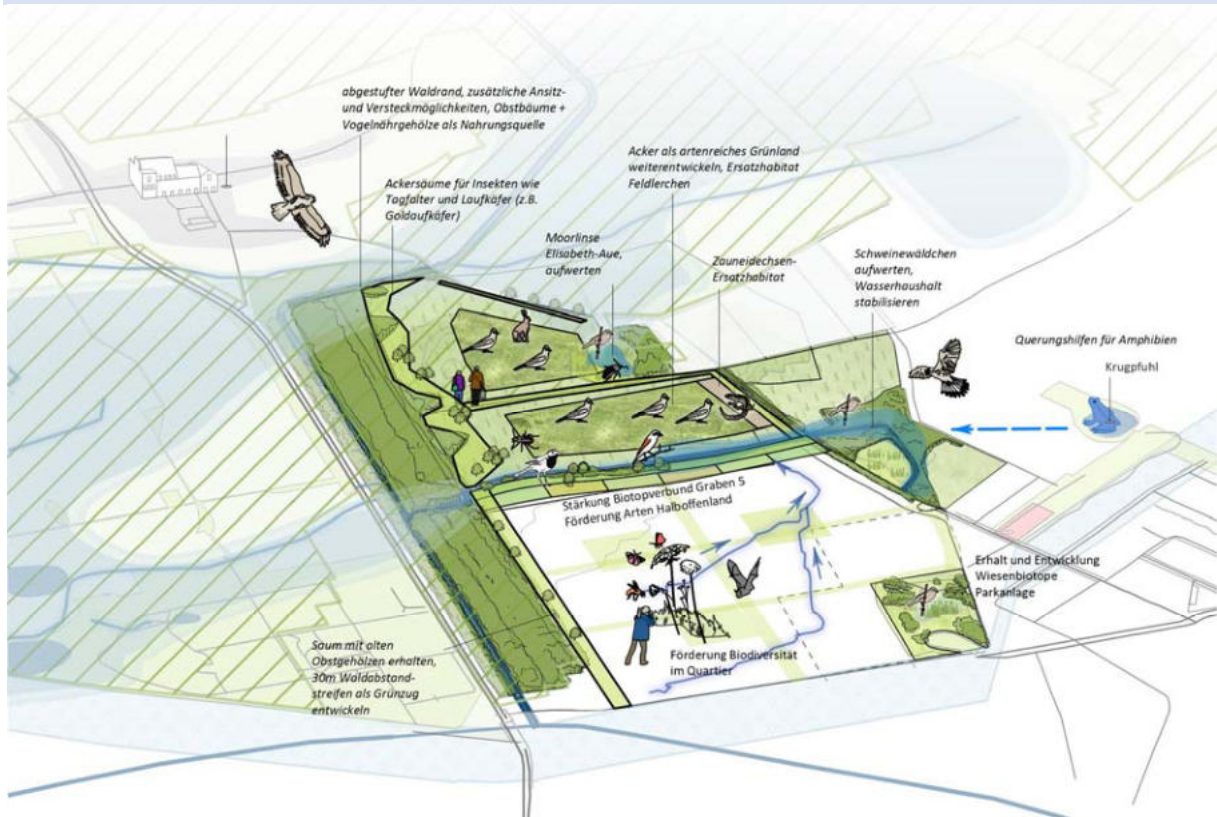 abgestufter Waldrand, zusätzliche Ansitz-
und Versteckmöglichkeiten, Obstbäume +
Vogelnährgehölze als Nahrungsquelle
Ackersäume für Insekten wie
Tagfalter und Laufkäfer (z.B.
Goldaufkäfer)
Moorlinse
Elisabeth-Aue,
aufwerten
Acker als artenreiches Grünland
weiterentwickeln, Ersatzhabitat
Feldlerchen
Zauneidechsen-
Ersatzhabitat
Schweinewäldchen
aufwerten,
Wasserhaushalt
stabilisieren
Querungshilfen für Amphibien
Krugpfuhl
Stärkung Biotopverbund Graben 5
Förderung Arten Halboffenland
Erhalt und Entwicklung
Wiesenbiotope
Parkanlage
Förderung Biodiversität
im Quartier
Saum mit alten
Obstgehölzen erhalten,
30m Waldabstand-
streifen als Grünzug
entwickeln